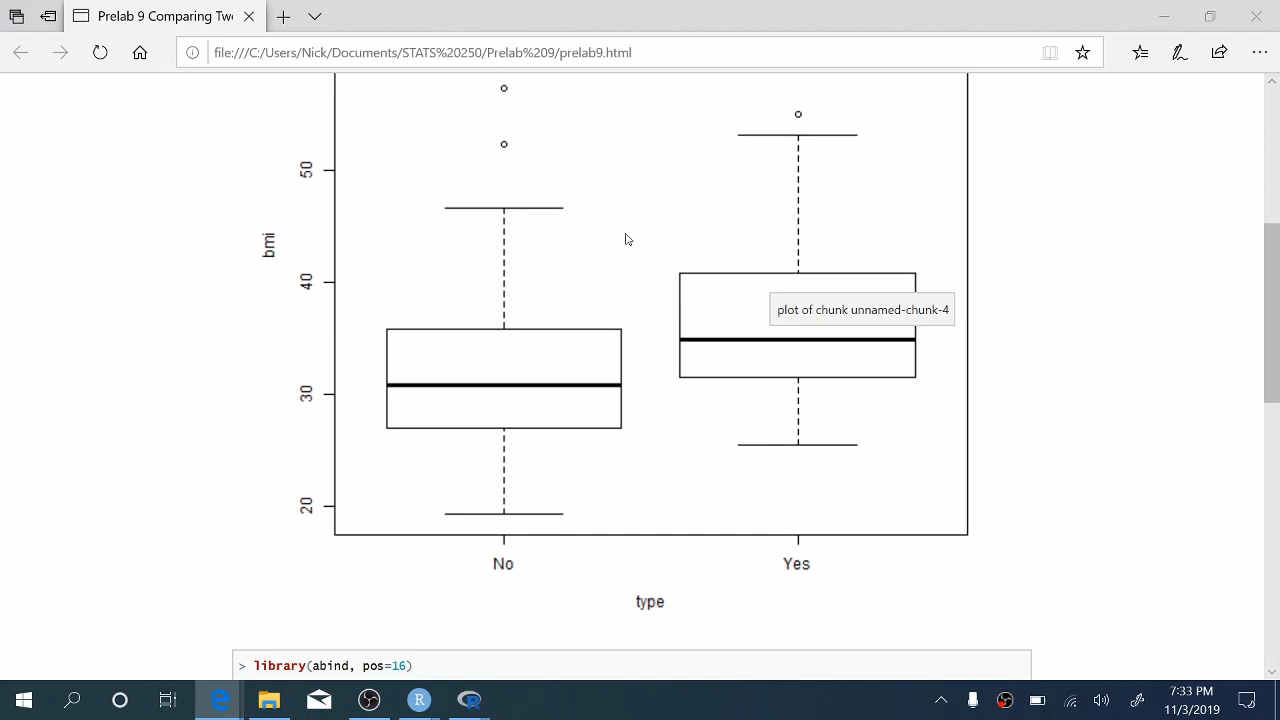 Prelab 9 Comparing Tw
file:///C:/Users/Nick/Documents/STATS%20250/Prelab%209/prelab9.html
50
bmi
40
plot of chunk unnamed-chunk-4
30
20
No
Yes
type
> library(abind, pos=16)
7:33 PM
11/3/2019